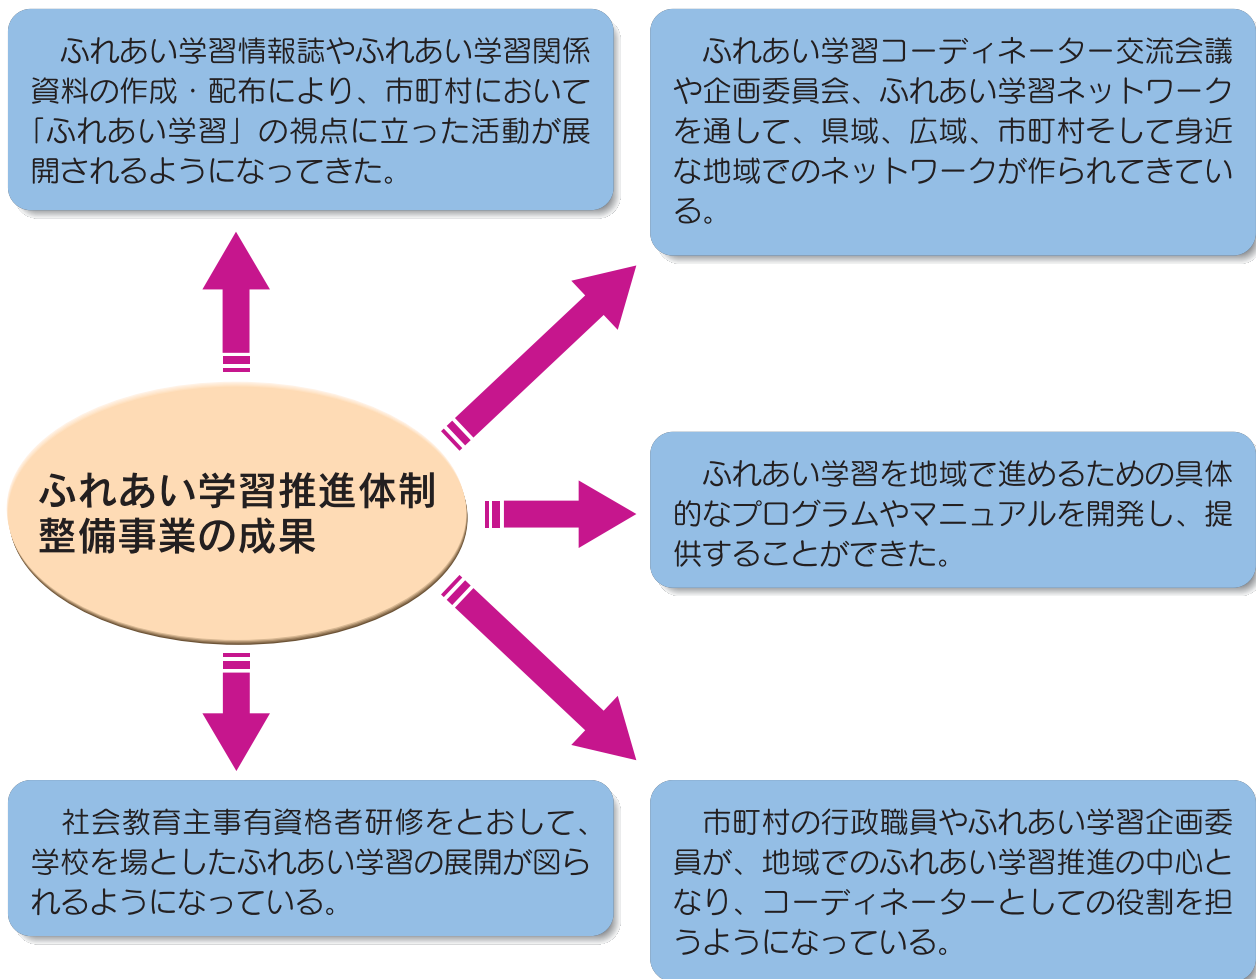 ふれあい学習情報誌やふれあい学習関係
資料の作成・配布により、市町村において
「ふれあい学習」の視点に立った活動が展
開されるようになってきた。
ふれあい学習コーディネーター交流会議
や企画委員会、ふれあい学習ネットワーク
を通して、県域、広域、市町村そして身近
な地域でのネットワークが作られてきてい
る。
ふれあい学習推進体制
整備事業の成果
ふれあい学習を地域で進めるための具体
的なプログラムやマニュアルを開発し、提
供することができた。
社会教育主事有資格者研修をとおして、
学校を場としたふれあい学習の展開が図ら
れるようになっている。
市町村の行政職員やふれあい学習企画委
員が、地域でのふれあい学習推進の中心と
なり、コーディネーターとしての役割を担
うようになっている。